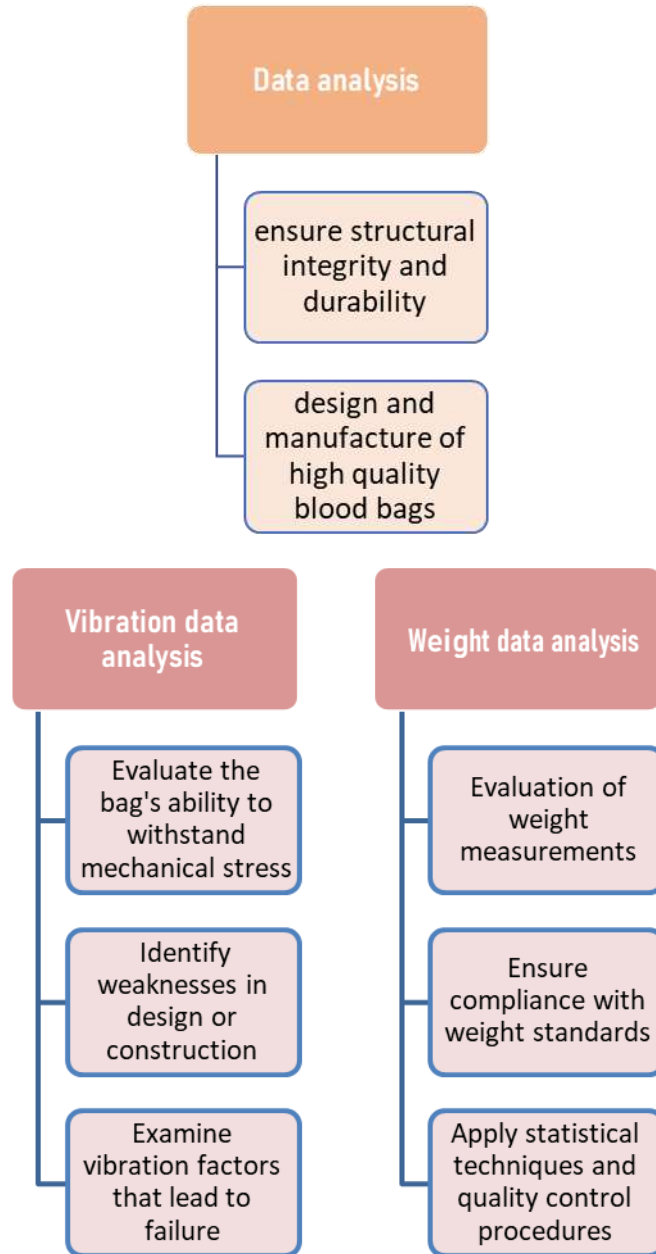 Data analysis
ensure structural
integrity and
durability
design and
manufacture of
high quality
blood bags
Vibration data
analysis
Evaluate the
bag's ability to
withstand
mechanical stress
Identify
weaknesses in
design or
construction
Examine
vibration factors
that lead to
failure
Weight data analysis
Evaluation of
weight
measurements
Ensure
compliance with
weight standards
Apply statistical
techniques and
quality control
procedures